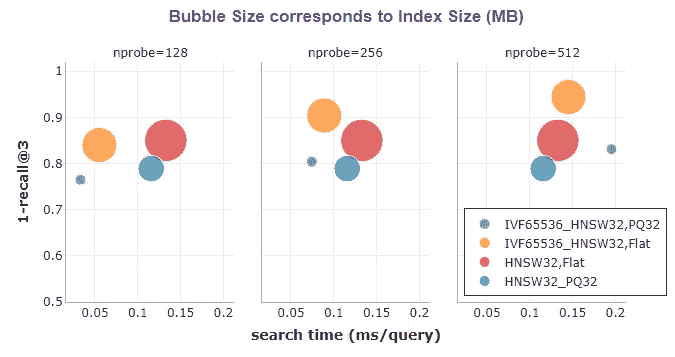 Bubble Size corresponds to Index Size (MB)
nprobe=128
nprobe=256
nprobe=512
1
0.9
0.8
0.7
0.6
0.5
1-recall@3
0.05
0.1
0.15
0.2
0.05
0.1
0.15
0.2
0.05
0.1
0.15
0.2
search time (ms/query)
IVF65536_HNSW32,PQ32
IVF65536_HNSW32,Flat
HNSW32,Flat
HNSW32_PQ32